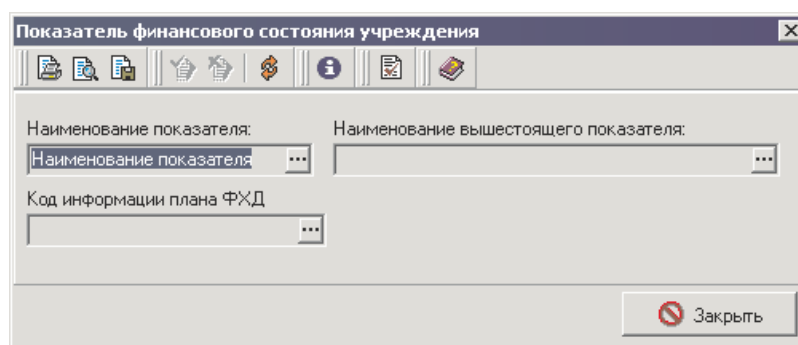 Показатель финансового состояния учреждения
Наименование показателя: Наименование вышестоящего показателя:
Наименование показателя ...
...
Код информации плана ФХД
...
Закрыть